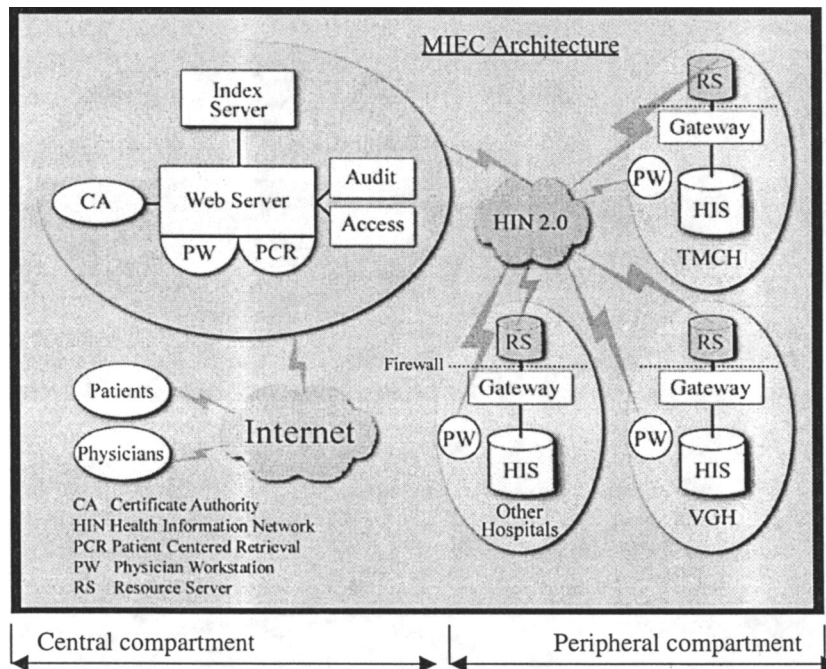 MIEC Architecture
Index
Server
CA
Web Server
Audit
Access
PW
PCR
HIN 2.0
RS
Gateway
PW
HIS
TMCH
Patients
Physicians
Internet
Firewall
RS
Gateway
PW
HIS
Other
Hospitals
RS
Gateway
PW
HIS
VGH
CA Certificate Authority
HIN Health Information Network
PCR Patient Centered Retrieval
PW Physician Workstation
RS Resource Server
Central compartment
Peripheral compartment